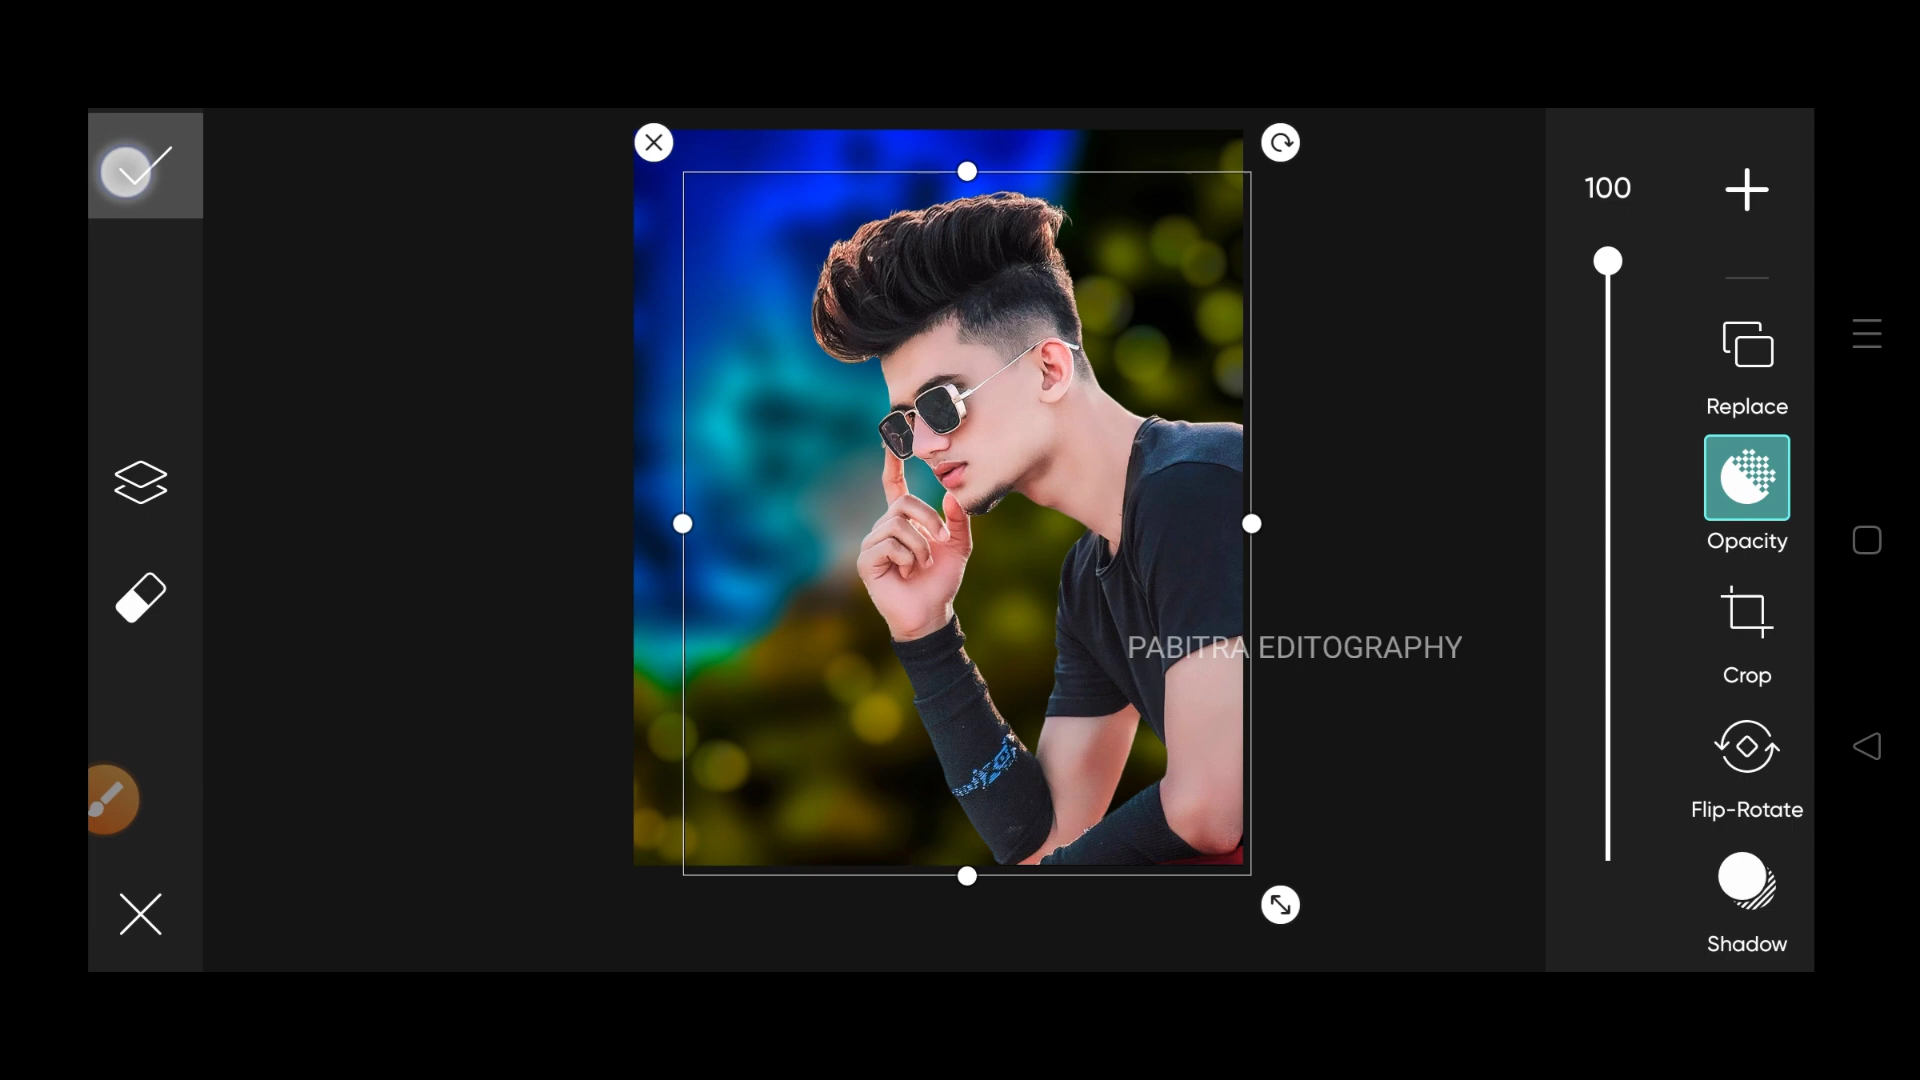 100
Replace
Opacity
Crop
Flip-Rotate
Shadow
PABITRA EDITOGRAPHY